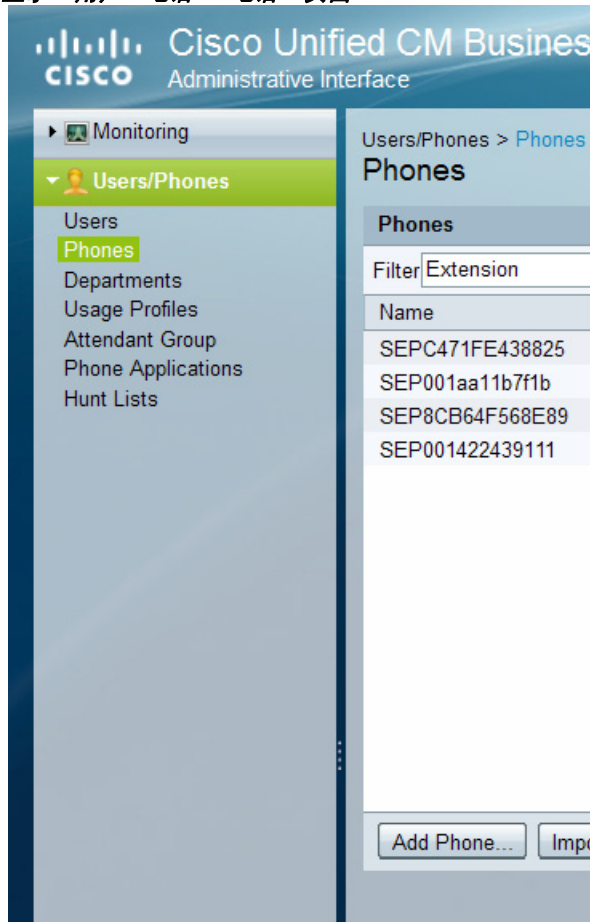 Cisco Unified CM Busines
CISCO
Administrative Interface
Monitoring
Users/Phones
Users
Phones
Departments
Usage Profiles
Attendant Group
Phone Applications
Hunt Lists
Users/Phones > Phones
Phones
Phones
Filter Extension
Name
SEPC471FE438825
SEP001aa11b7f1b
SEP8CB64F568E89
SEP001422439111
Add Phone...
Impo